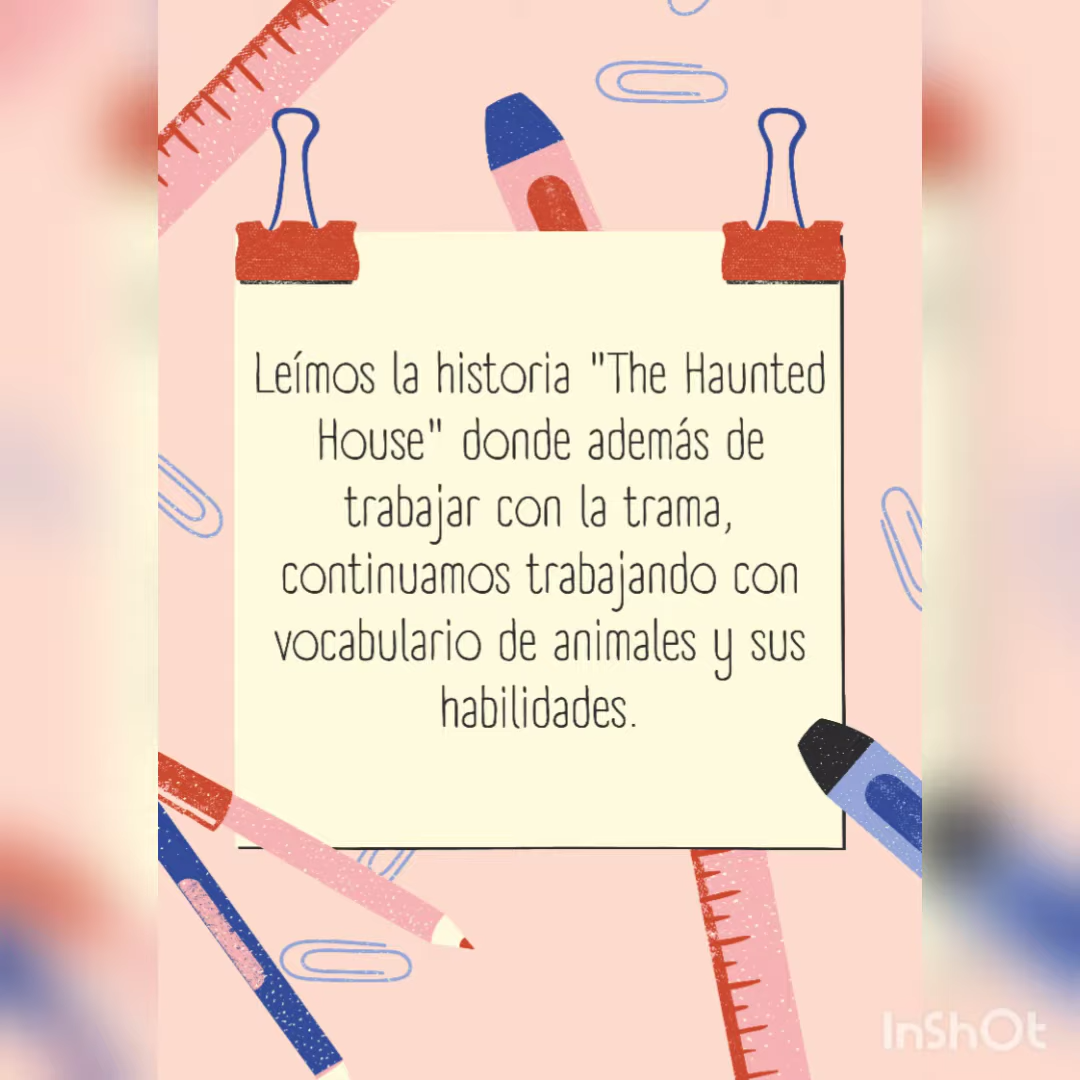 Leímos la historia "The Haunted
House" donde además de
trabajar con la trama,
continuamos trabajando con
vocabulario de animales y sus
habilidades.
InShOt